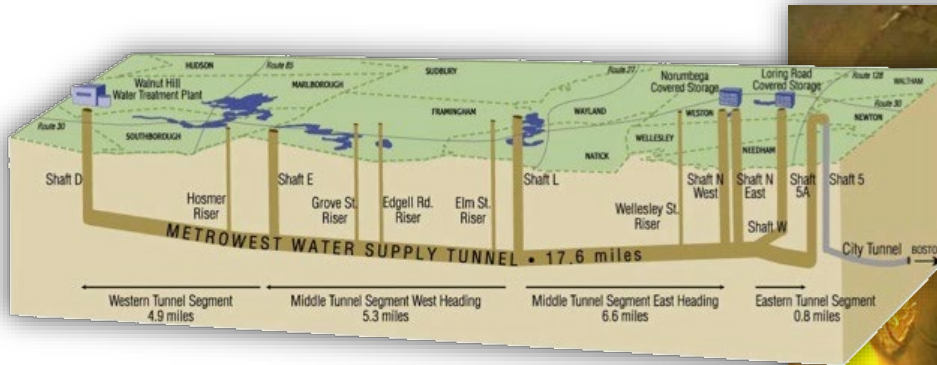 HUDSON
Route 85
SUDBURY
Route 27
Norumbega
Covered Storage
Loring Road
Covered Storage
Route 128
WALTHAM
Walnut Hill
Water Treatment Plant
MARLBOROUGH
FRAMINGHAM
WAYLAND
WESTON
Route 30
NEWTON
Route 30
SOUTHBOROUGH
WELLESLEY
NATICK
NEEDHAM
Shaft D
Hosmer
Riser
Shaft E
Grove St.
Riser
Edgell Rd.
Riser
Elm St.
Riser
Shaft L
Wellesley St.
Riser
Shaft N
West
Shaft N
East
Shaft
5A
Shaft 5
Shaft W
City Tunnel
BOSTO
METROWEST WATER SUPPLY TUNNEL • 17.6 miles
Western Tunnel Segment
4.9 miles
Middle Tunnel Segment West Heading
5.3 miles
Middle Tunnel Segment East Heading
6.6 miles
Eastern Tunnel Segment
0.8 miles